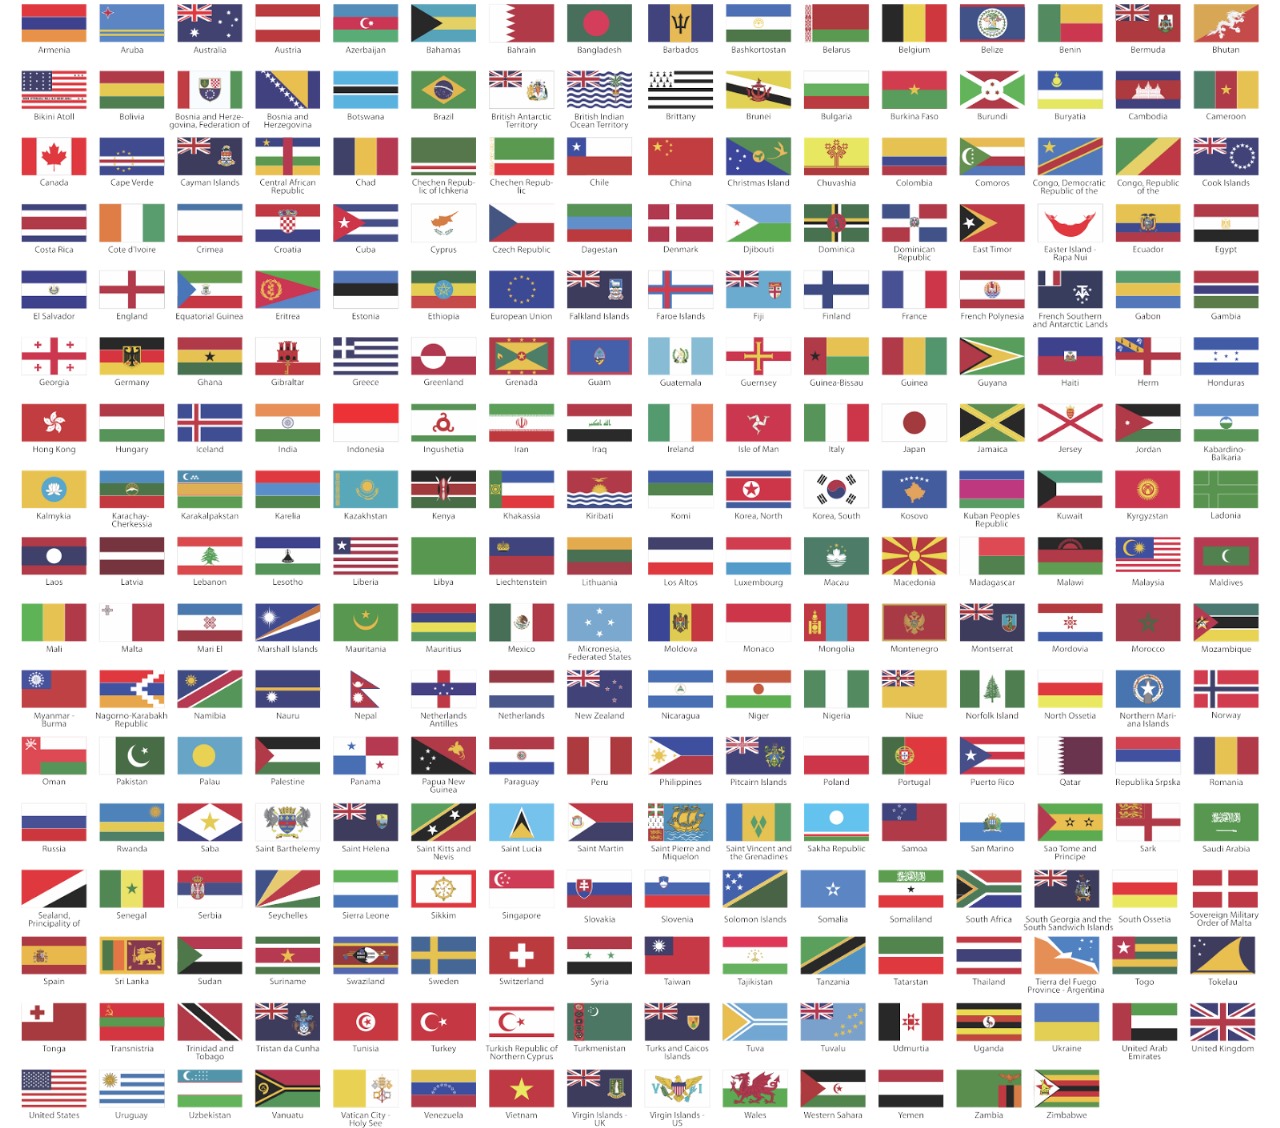 Armenia Aruba Australia Austria Azerbaijan Bahamas Bahrain Bangladesh Barbados Bashkortostan Belarus Belgium Belize Benin Bermuda Bhutan
Bikini Atoll Bolivia Bosnia and Herze- Bosnia and Botswana Brazil British Antarctic British Indian Brittany Brunei Bulgaria Burkina Faso Burundi Buryatia Cambodia Cameroon
govina, Federation of Herzegovina Territory Ocean Territory
Canada Cape Verde Cayman Islands Central African Chad Chechen Repub- Chechen Repub- Chile China Christmas Island Chuvashia Colombia Comoros Congo, Democratic Congo, Republic Cook Islands
Republic lic of Ichkeria lic Republic of the of the
Costa Rica Cote d'Ivoire Crimea Croatia Cuba Cyprus Czech Republic Dagestan Denmark Djibouti Dominica Dominican East Timor Easter Island - Ecuador Egypt
Republic Rapa Nui
El Salvador England Equatorial Guinea Eritrea Estonia Ethiopia European Union Falkland Islands Faroe Islands Fiji Finland France French Polynesia French Southern Gabon Gambia
and Antarctic Lands
Georgia Germany Ghana Gibraltar Greece Greenland Grenada Guam Guatemala Guernsey Guinea-Bissau Guinea Guyana Haiti Herm Honduras
Hong Kong Hungary Iceland India Indonesia Ingushetia Iran Iraq Ireland Isle of Man Italy Japan Jamaica Jersey Jordan Kabardino-
Balkaria
Kalmykia Karachay- Karakalpakstan Karelia Kazakhstan Kenya Khakassia Kiribati Komi Korea, North Korea, South Kosovo Kuban Peoples Kuwait Kyrgyzstan Ladonia
Cherkessia Republic
Laos Latvia Lebanon Lesotho Liberia Libya Liechtenstein Lithuania Los Altos Luxembourg Macau Macedonia Madagascar Malawi Malaysia Maldives
Mali Malta Mari El Marshall Islands Mauritania Mauritius Mexico Micronesia, Moldova Monaco Mongolia Montenegro Montserrat Mordovia Morocco Mozambique
Federated States
Myanmar - Nagorno-Karabakh Namibia Nauru Nepal Netherlands Netherlands New Zealand Nicaragua Niger Nigeria Niue Norfolk Island North Ossetia Northern Mari- Norway
Burma Republic Antilles ana Islands
Oman Pakistan Palau Palestine Panama Papua New Paraguay Peru Philippines Pitcairn Islands Poland Portugal Puerto Rico Qatar Republika Srpska Romania
Guinea
Russia Rwanda Saba Saint Barthelemy Saint Helena Saint Kitts and Saint Lucia Saint Martin Saint Pierre and Saint Vincent and Sakha Republic Samoa San Marino Sao Tome and Sark Saudi Arabia
Nevis Miquelon the Grenadines Principe
Sealand, Senegal Serbia Seychelles Sierra Leone Sikkim Singapore Slovakia Slovenia Solomon Islands Somalia Somaliland South Africa South Georgia and the South Ossetia Sovereign Military
Principality of South Sandwich Islands Order of Malta
Spain Sri Lanka Sudan Suriname Swaziland Sweden Switzerland Syria Taiwan Tajikistan Tanzania Tatarstan Thailand Tierra del Fuego Togo Tokelau
Province - Argentina
Tonga Transnistria Trinidad and Tristan da Cunha Tunisia Turkey Turkish Republic of Turkmenistan Turks and Caicos Tuva Tuvalu Udmurtia Uganda Ukraine United Arab United Kingdom
Tobago Northern Cyprus Islands Emirates
V I
United States Uruguay Uzbekistan Vanuatu Vatican City - Venezuela Vietnam Virgin Islands - Virgin Islands - Wales Western Sahara Yemen Zambia Zimbabwe
Holy See UK US